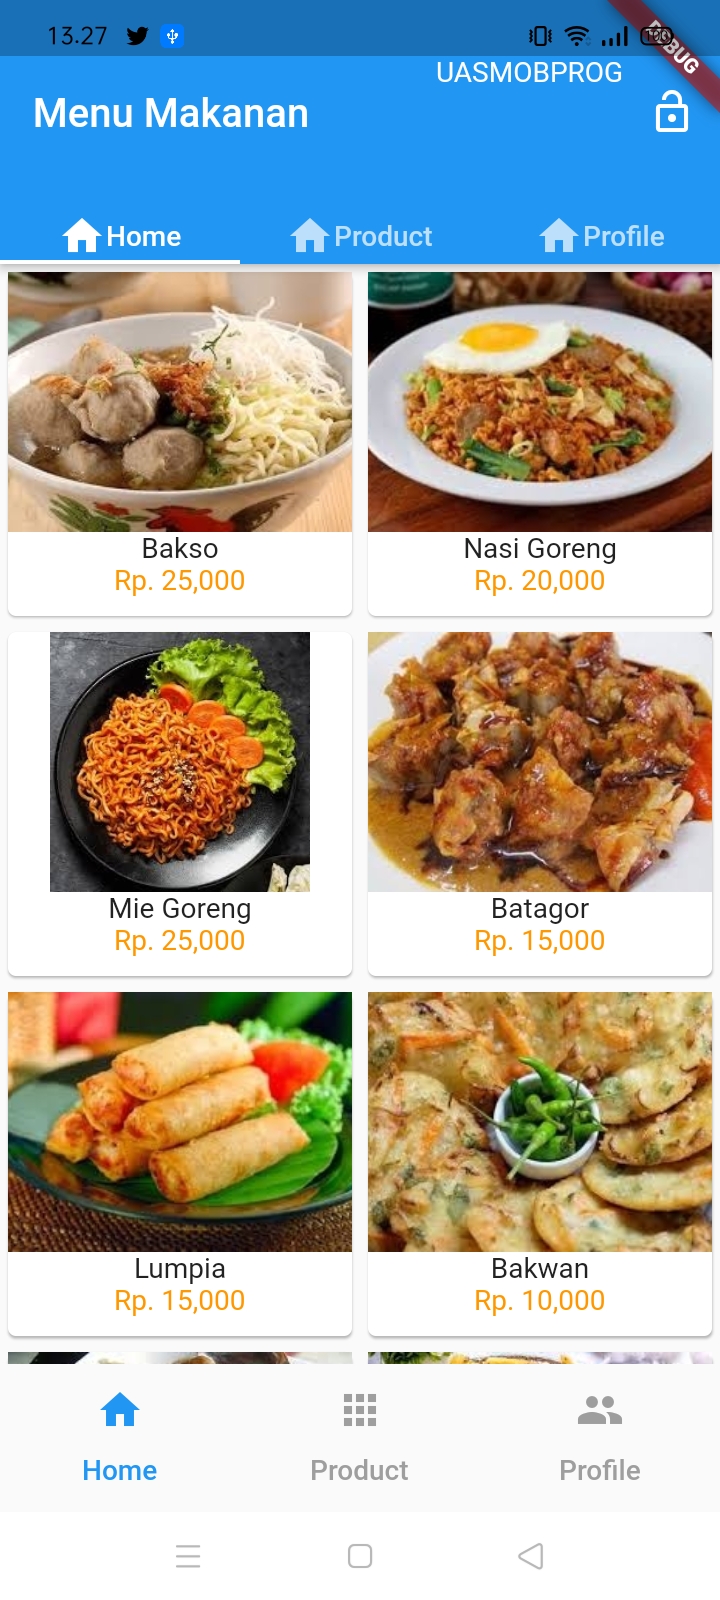 13.27
100
DEBUG
UASMOBPROG
Menu Makanan
Home Product Profile
Bakso Nasi Goreng
Rp. 25,000 Rp. 20,000
Mie Goreng Batagor
Rp. 25,000 Rp. 15,000
Lumpia Bakwan
Rp. 15,000 Rp. 10,000
Home Product Profile